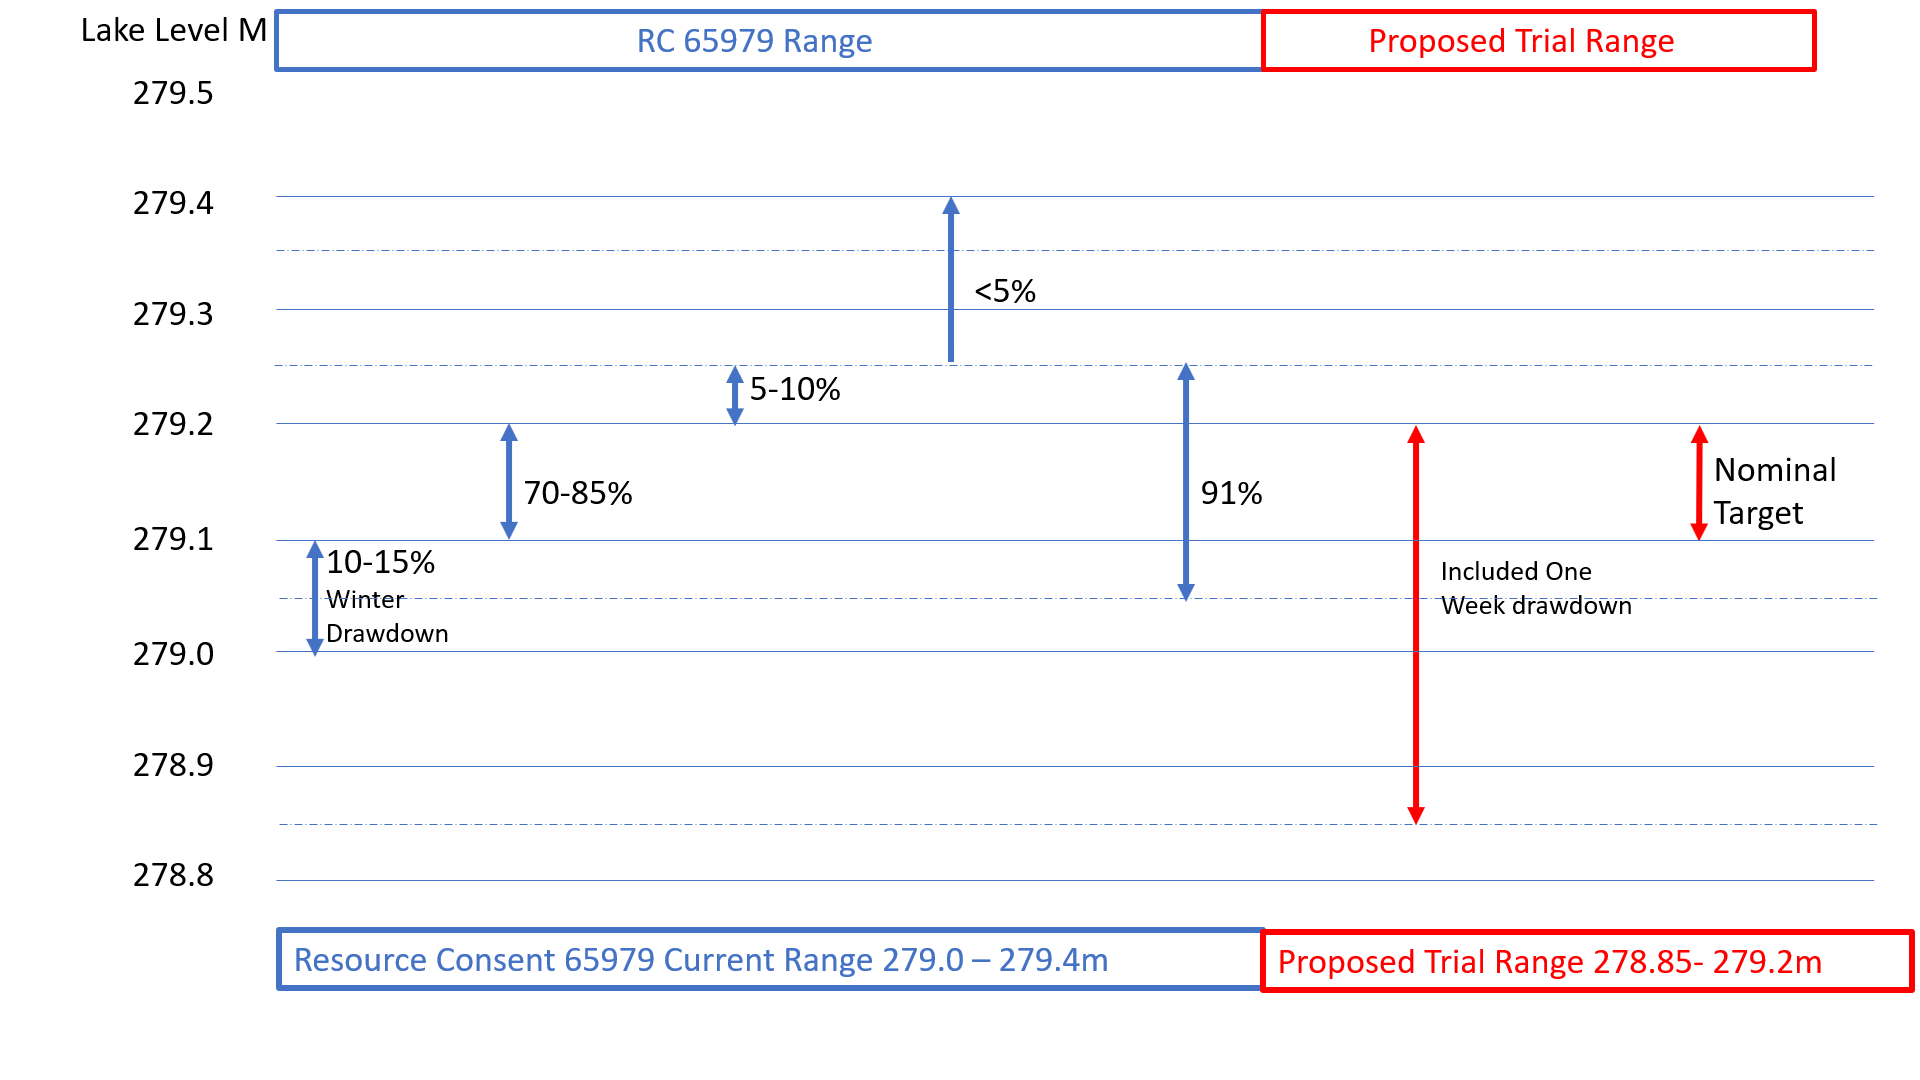 Lake Level M
RC 65979 Range
Proposed Trial Range
279.5
279.4
279.3
<5%
5-10%
279.2
70-85%
91%
Nominal
Target
279.1
10-15%
Winter
Drawdown
Included One
Week drawdown
279.0
278.9
278.8
Resource Consent 65979 Current Range 279.0 – 279.4m
Proposed Trial Range 278.85- 279.2m